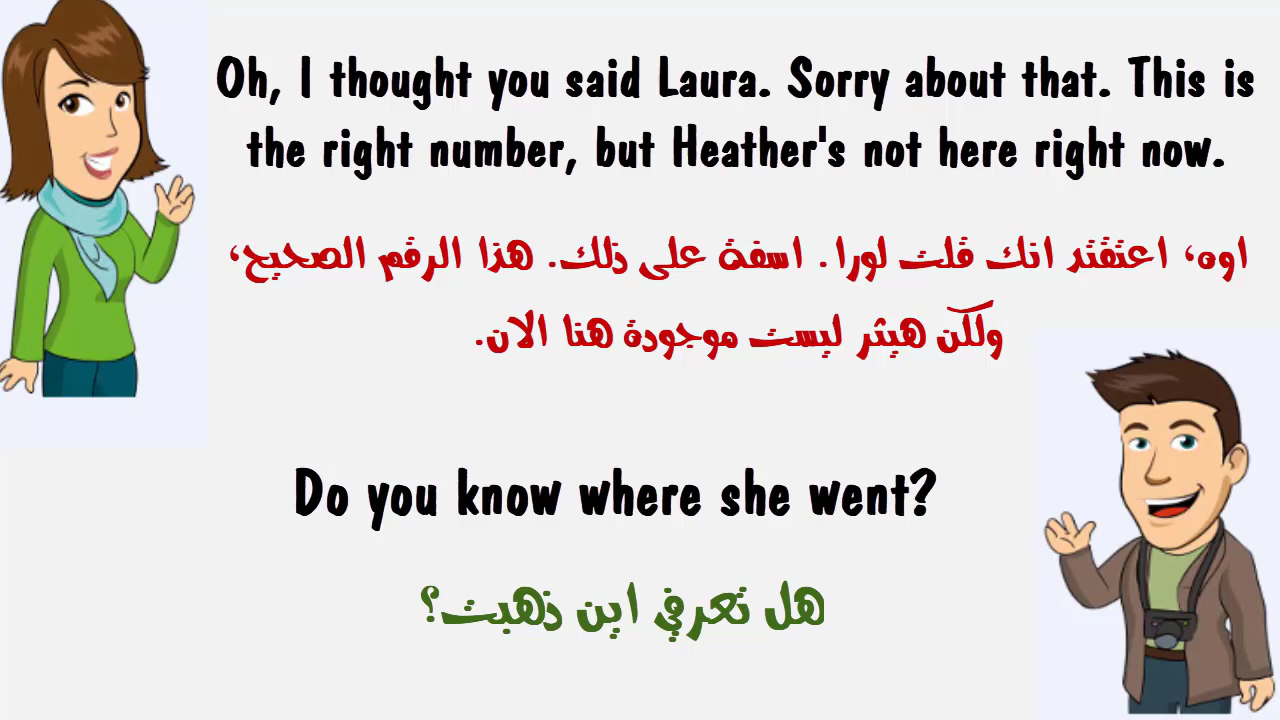 Oh, I thought you said Laura. Sorry about that. This is
the right number, but Heather's not here right now.
اوه، اعتقتد انك قلت لورا. اسفة على ذلك. هذا الرقم الصحيح،
ولكن هيثر ليست موجودة هنا الان.
Do you know where she went?
هل تعرفي اين ذهبت؟